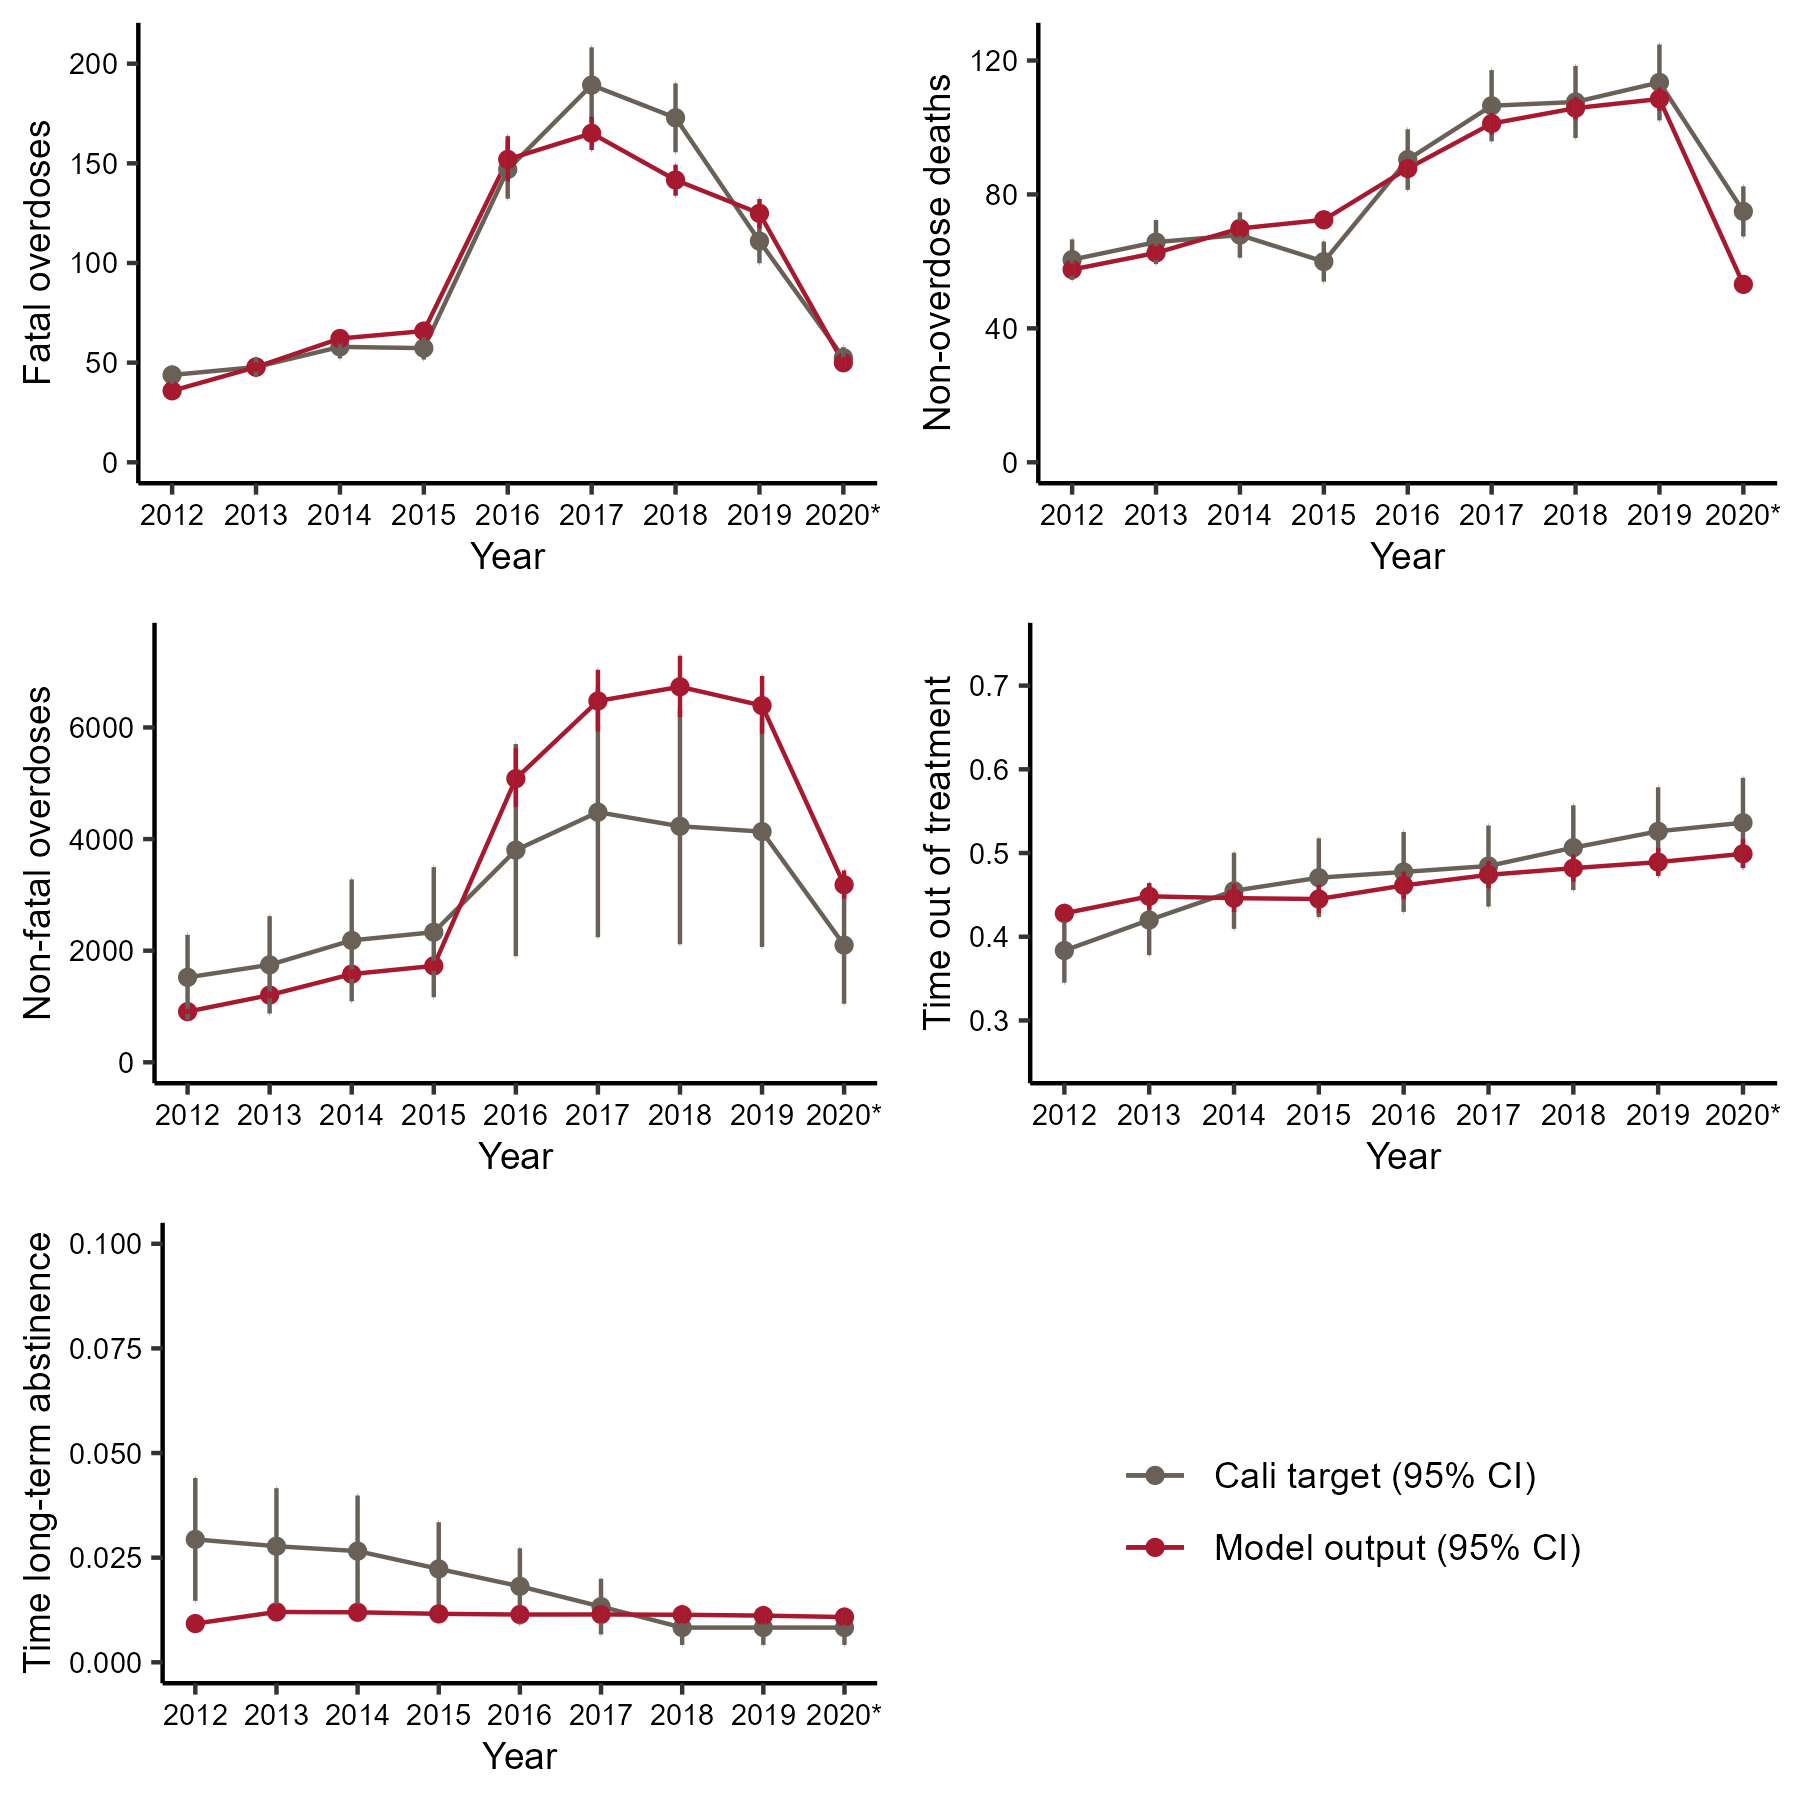 Fatal overdoses
200
150
100
50
0
2012 2013 2014 2015 2016 2017 2018 2019 2020*
Year
Non-overdose deaths
120
80
40
0
2012 2013 2014 2015 2016 2017 2018 2019 2020*
Year
Non-fatal overdoses
6000
4000
2000
0
2012 2013 2014 2015 2016 2017 2018 2019 2020*
Year
Time out of treatment
0.7
0.6
0.5
0.4
0.3
2012 2013 2014 2015 2016 2017 2018 2019 2020*
Year
Time long-term abstinence
0.100
0.075
0.050
0.025
0.000
2012 2013 2014 2015 2016 2017 2018 2019 2020*
Year
Cali target (95% CI)
Model output (95% CI)